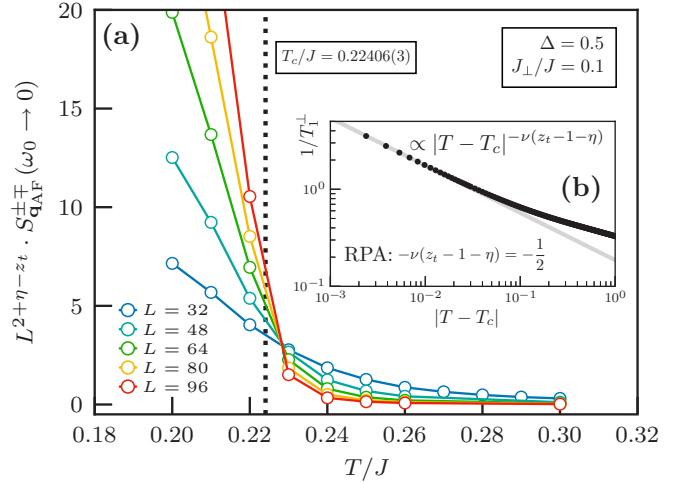 (a)
T_c/J = 0.22406(3)
Δ = 0.5
J_⊥/J = 0.1
L^{2+η−z_t} · S^{±∓}_{q_AF}(ω_0 → 0)
20
15
10
5
0
L = 32
L = 48
L = 64
L = 80
L = 96
0.18
0.20
0.22
0.24
0.26
0.28
0.30
0.32
T/J
1/T_1^⊥
10^0
10^{−1}
∝ |T − T_c|^{−ν(z_t−1−η)}
(b)
RPA: −ν(z_t − 1 − η) = −1/2
10^{−3}
10^{−2}
10^{−1}
10^0
|T − T_c|